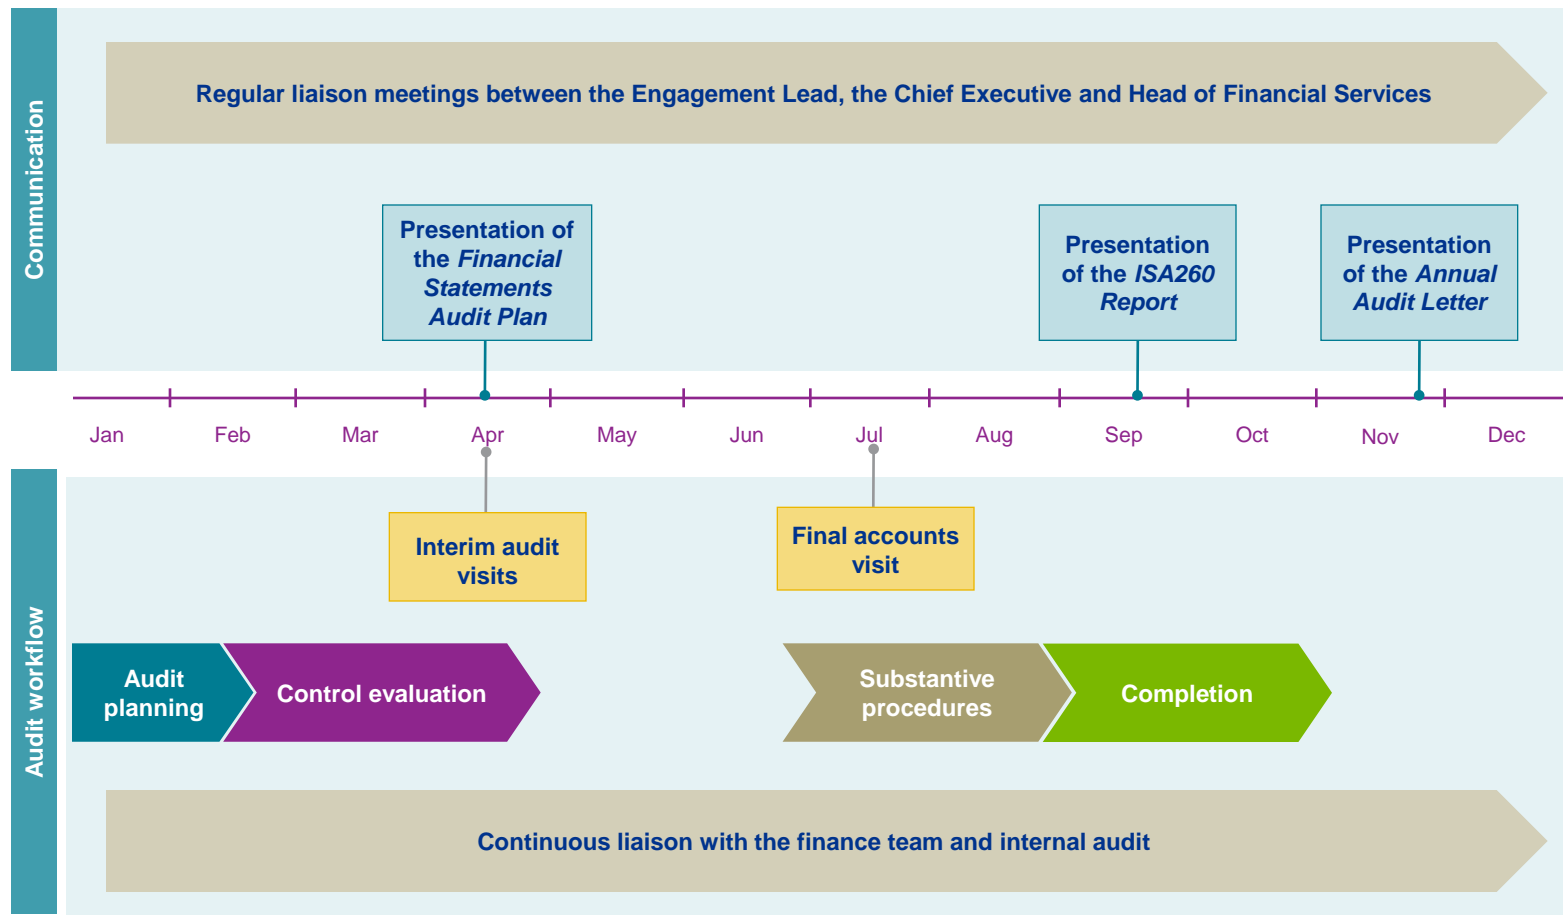 Communication
Regular liaison meetings between the Engagement Lead, the Chief Executive and Head of Financial Services
Presentation of
the Financial
Statements
Audit Plan
Presentation
of the ISA260
Report
Presentation
of the Annual
Audit Letter
Jan Feb Mar Apr May Jun Jul Aug Sep Oct Nov Dec
Audit workflow
Interim audit
visits
Final accounts
visit
Audit
planning
Control evaluation
Substantive
procedures
Completion
Continuous liaison with the finance team and internal audit